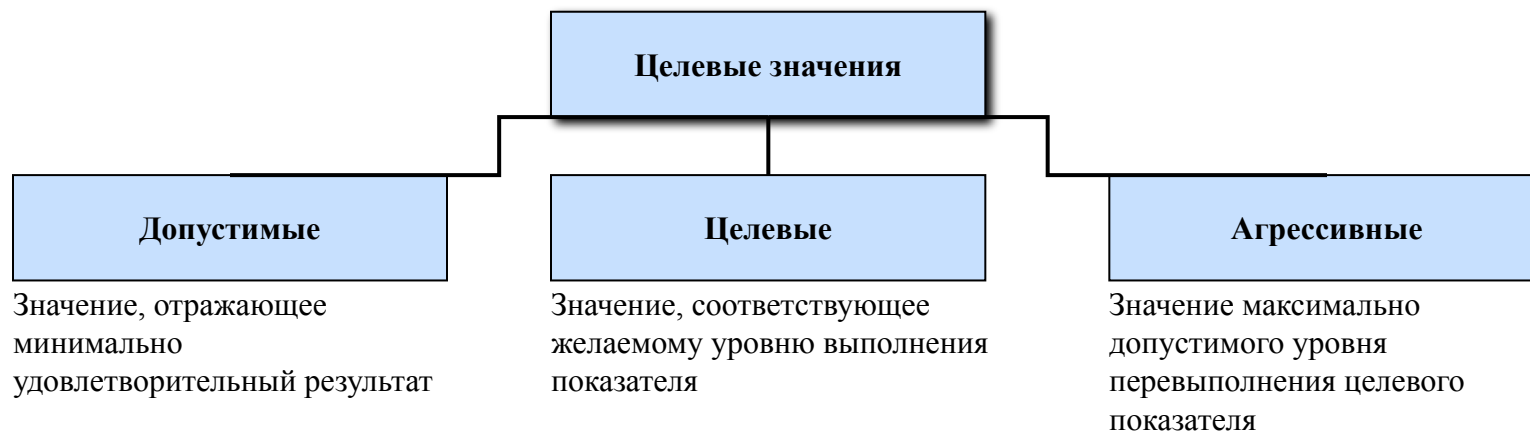 Целевые значения
Допустимые
Целевые
Агрессивные
Значение, отражающее
минимально
удовлетворительный результат
Значение, соответствующее
желаемому уровню выполнения
показателя
Значение максимально
допустимого уровня
перевыполнения целевого
показателя